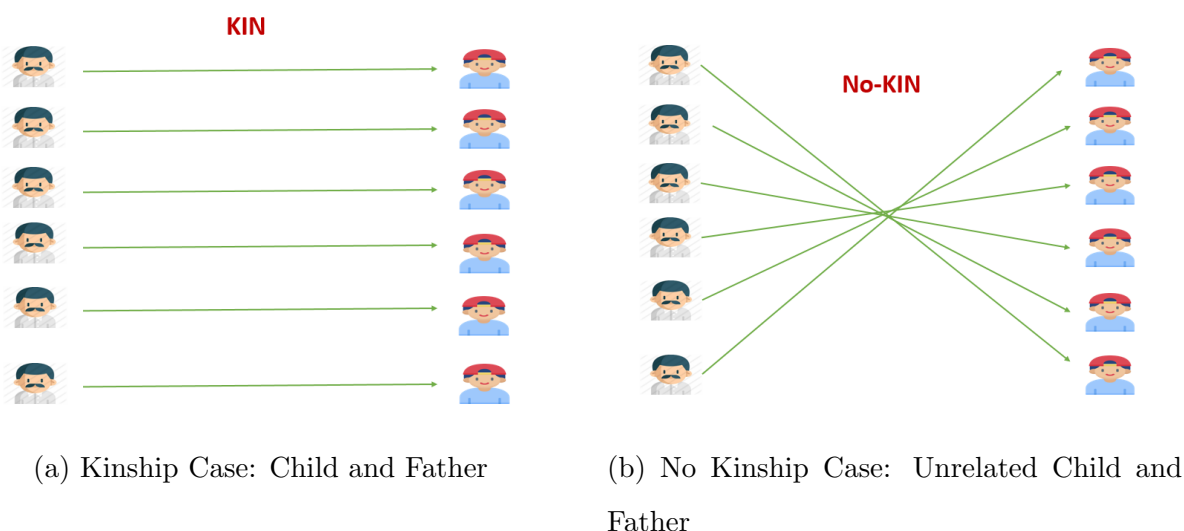 KIN
No-KIN
(a) Kinship Case: Child and Father
(b) No Kinship Case: Unrelated Child and
Father